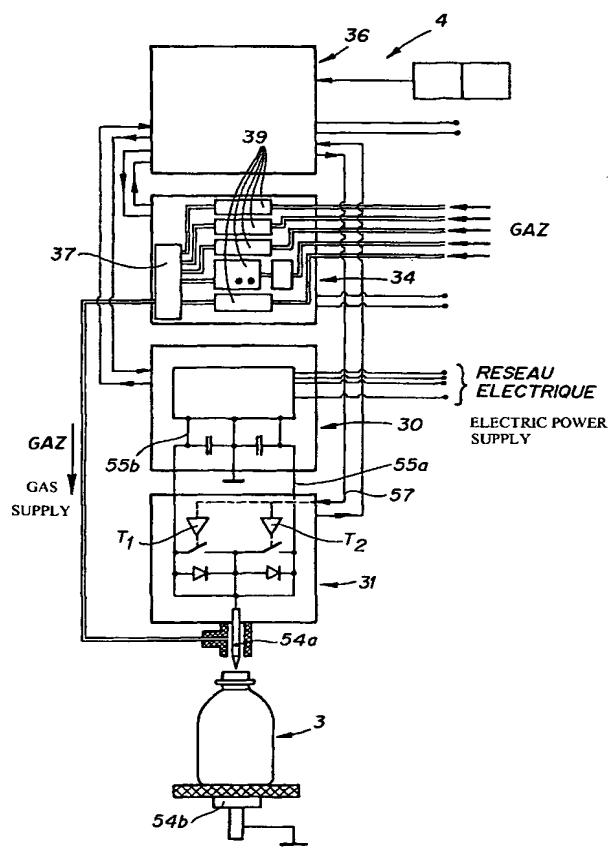 36
4
39
37
GAZ
34
RESEAU
ELECTRIQUE
30
ELECTRIC POWER
SUPPLY
55b
55a
GAZ
GAS
SUPPLY
57
T1
T2
31
54a
3
54b